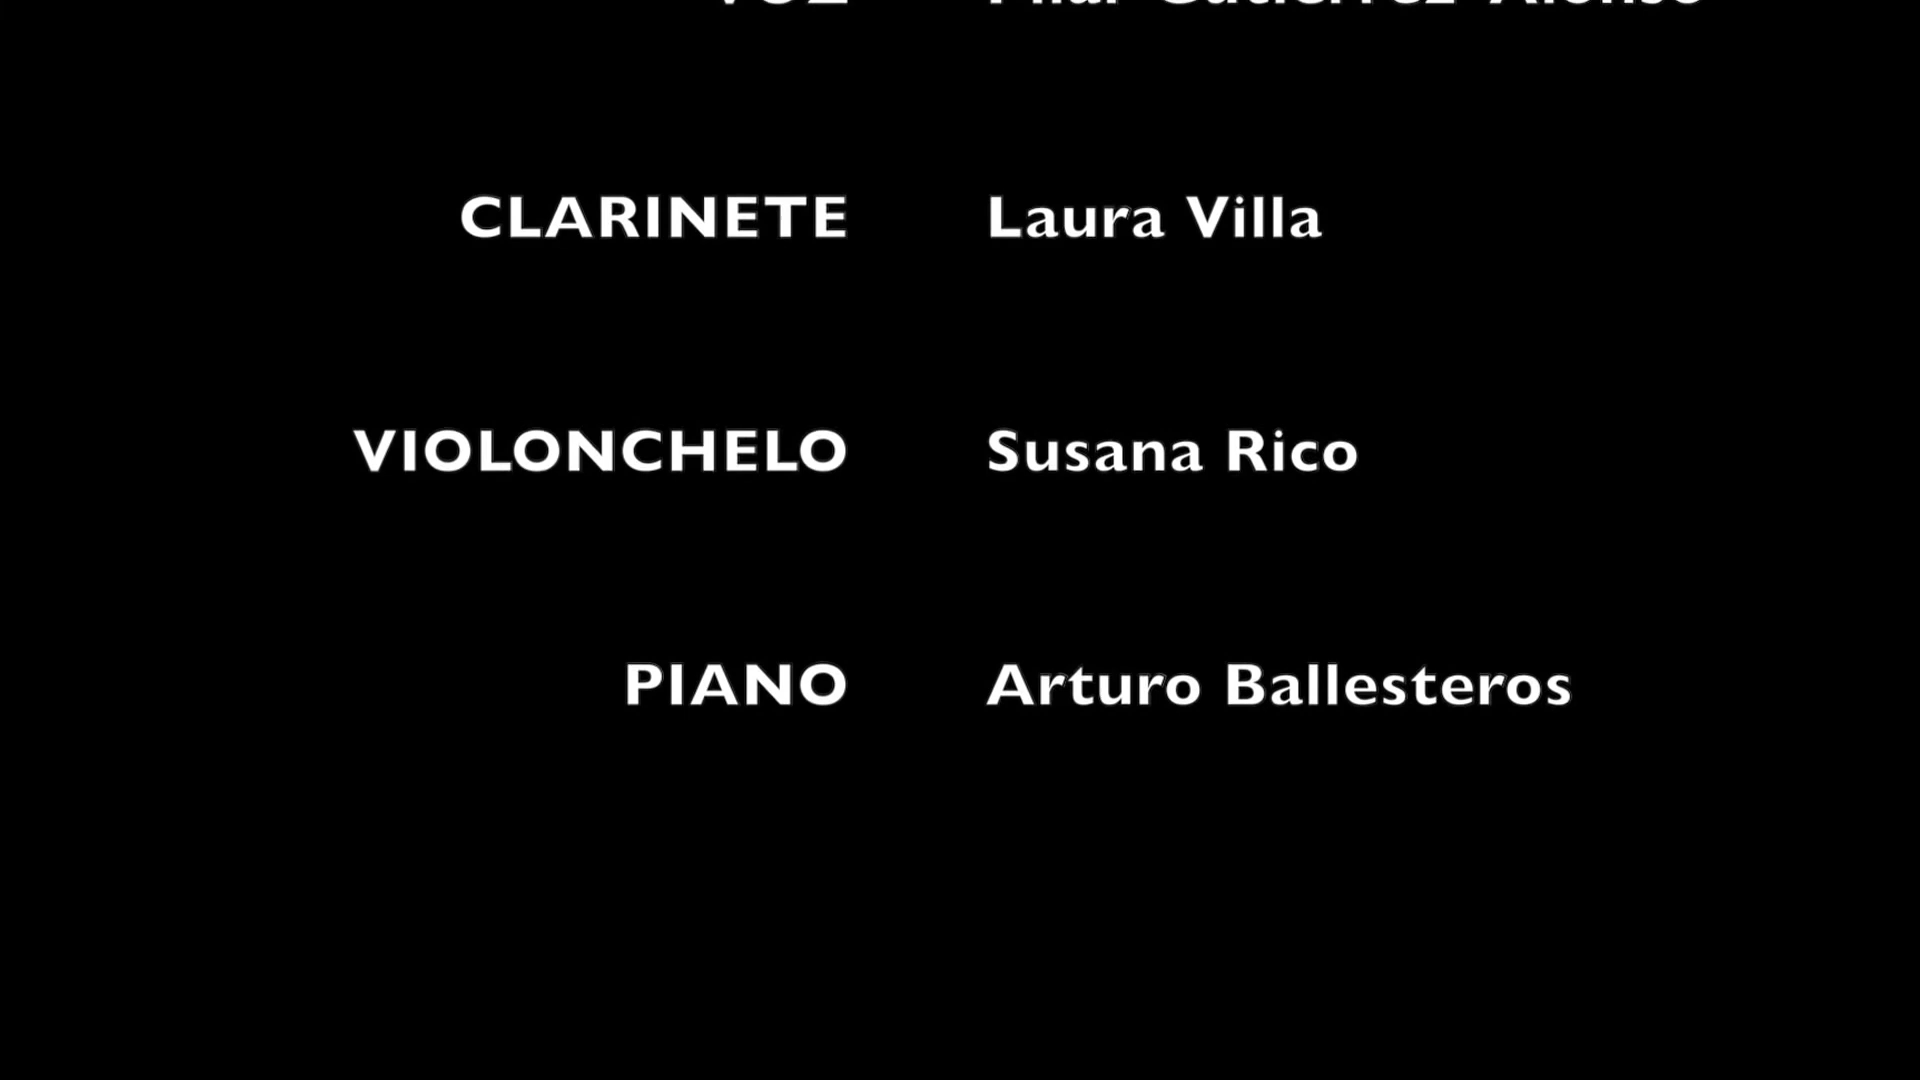 CLARINETE Laura Villa
VIOLONCHELO Susana Rico
PIANO Arturo Ballesteros